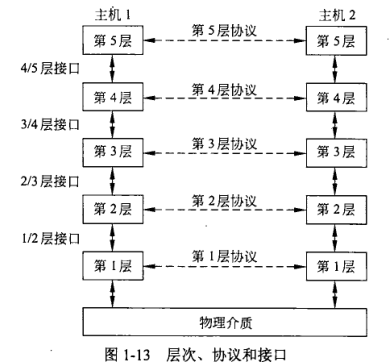 主机1 主机2
第5层 第5层协议 第5层
4/5层接口
第4层 第4层协议 第4层
3/4层接口
第3层 第3层协议 第3层
2/3层接口
第2层 第2层协议 第2层
1/2层接口
第1层 第1层协议 第1层
物理介质
图1-13 层次、协议和接口